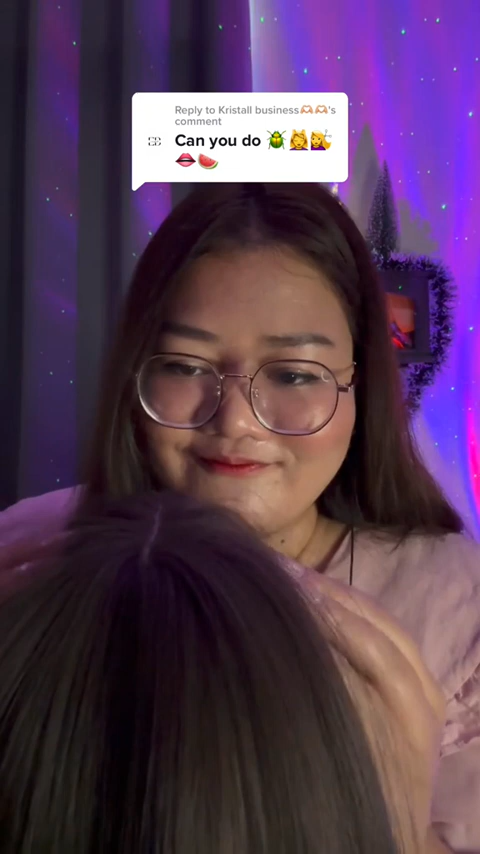 Reply to Kristall business🫶🏼🫶🏼's
comment
Can you do 🪲💆💇
👄🍉